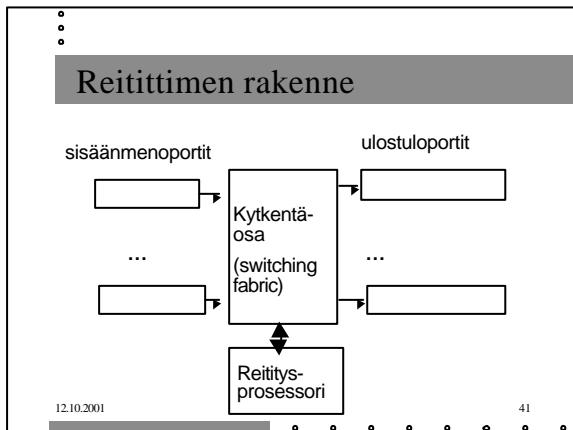 Reitittimen rakenne
sisäänmenoportit
ulostuloportit
Kytkentä-
osa
(switching
fabric)
...
...
Reititys-
prosessori
12.10.2001
41